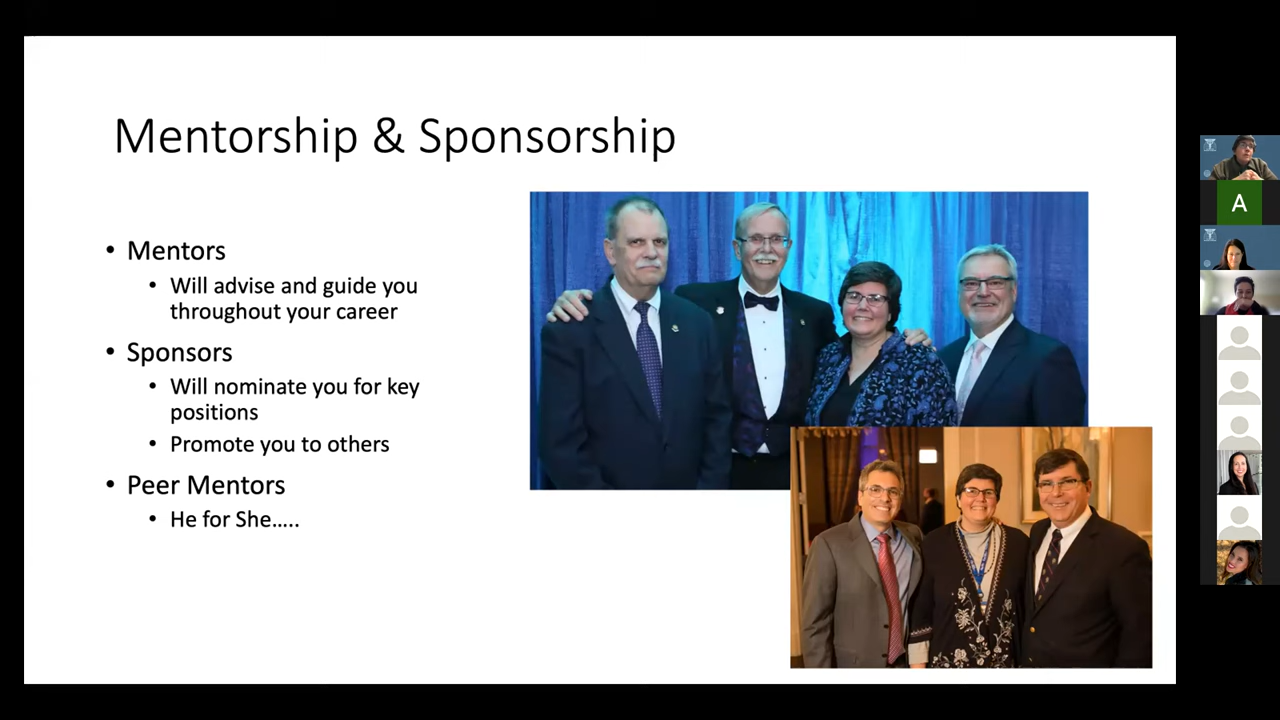 Mentorship & Sponsorship
• Mentors
• Will advise and guide you
throughout your career
• Sponsors
• Will nominate you for key
positions
• Promote you to others
• Peer Mentors
• He for She…..
A